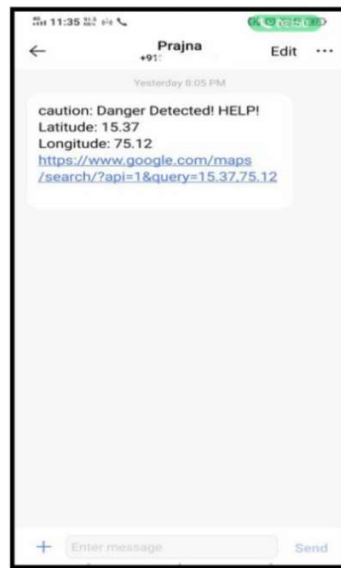 11:35
Prajna
Edit
+91
Yesterday 8:05 PM
caution: Danger Detected! HELP!
Latitude: 15.37
Longitude: 75.12
https://www.google.com/maps
/search/?api=1&query=15.37,75.12
Enter message
Send